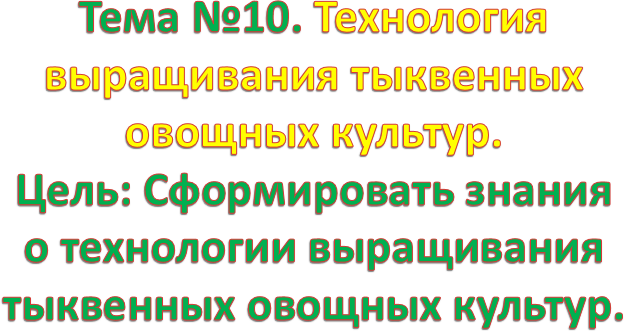 Тема №10. Технология
выращивания тыквенных
овощных культур.
Цель: Сформировать знания
о технологии выращивания
тыквенных овощных культур.